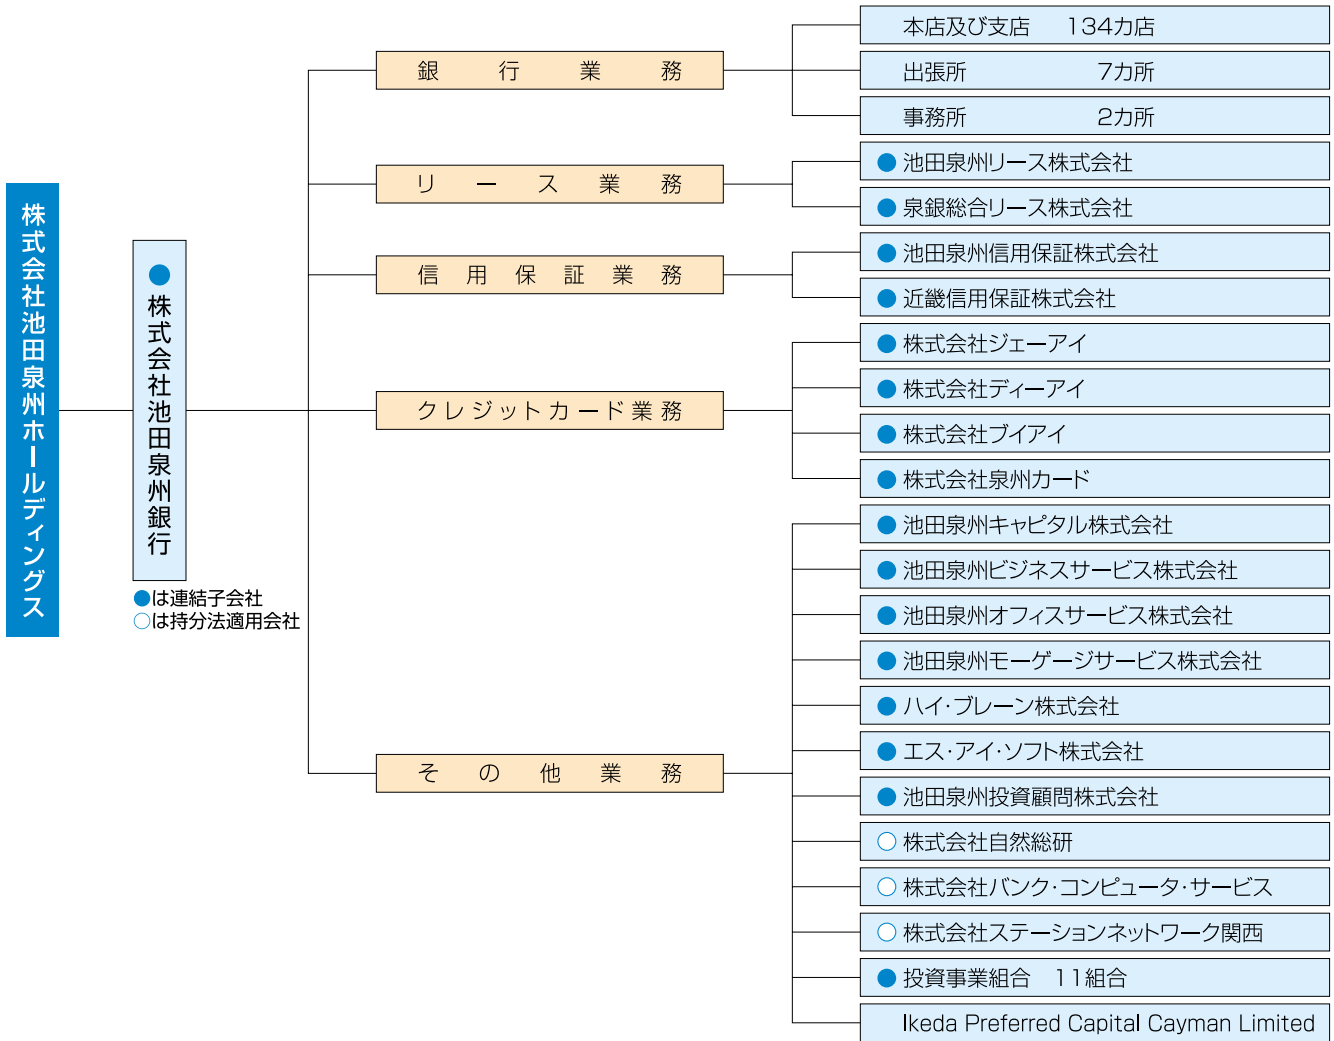 株式会社池田泉州ホールディングス
●株式会社池田泉州銀行
●は連結子会社
○は持分法適用会社
銀行業務
本店及び支店 134カ店
出張所 7カ所
事務所 2カ所
リース業務
●池田泉州リース株式会社
●泉銀総合リース株式会社
信用保証業務
●池田泉州信用保証株式会社
●近畿信用保証株式会社
クレジットカード業務
●株式会社ジェーアイ
●株式会社ディーアイ
●株式会社ブイアイ
●株式会社泉州カード
その他業務
●池田泉州キャピタル株式会社
●池田泉州ビジネスサービス株式会社
●池田泉州オフィスサービス株式会社
●池田泉州モーゲージサービス株式会社
●ハイ・ブレーン株式会社
●エス・アイ・ソフト株式会社
●池田泉州投資顧問株式会社
○株式会社自然総研
○株式会社バンク・コンピュータ・サービス
○株式会社ステーションネットワーク関西
●投資事業組合 11組合
Ikeda Preferred Capital Cayman Limited